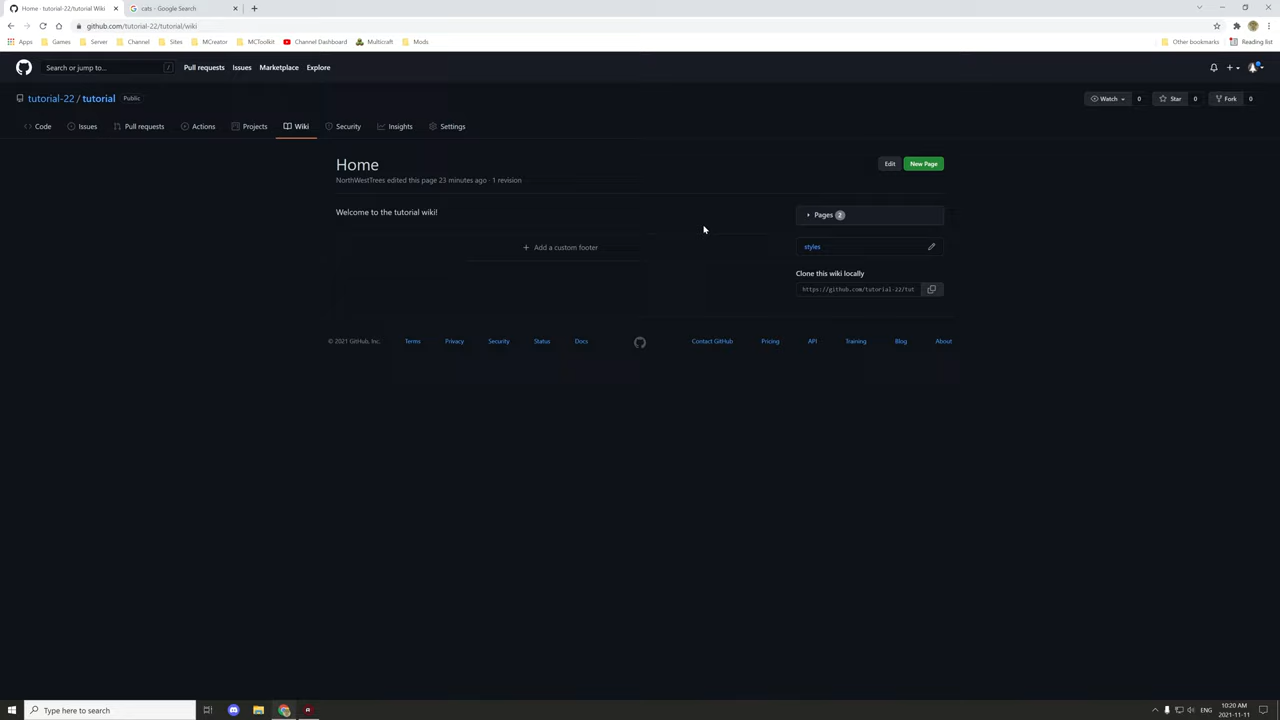 Home · tutorial-22/tutorial Wiki
cats - Google Search
github.com/tutorial-22/tutorial/wiki
Apps Games Server Channel Sites MCreator MCToolkit Channel Dashboard Multicraft Mods Other bookmarks Reading list
Search or jump to... / Pull requests Issues Marketplace Explore
tutorial-22 / tutorial Public Watch 0 Star 0 Fork 0
Code Issues Pull requests Actions Projects Wiki Security Insights Settings
Home Edit New Page
NorthWestTrees edited this page 23 minutes ago · 1 revision
Welcome to the tutorial wiki!
Pages 2
Add a custom footer
styles
Clone this wiki locally
https://github.com/tutorial-22/tut
© 2021 GitHub, Inc. Terms Privacy Security Status Docs Contact GitHub Pricing API Training Blog About
Type here to search
ENG
10:20 AM
2021-11-11